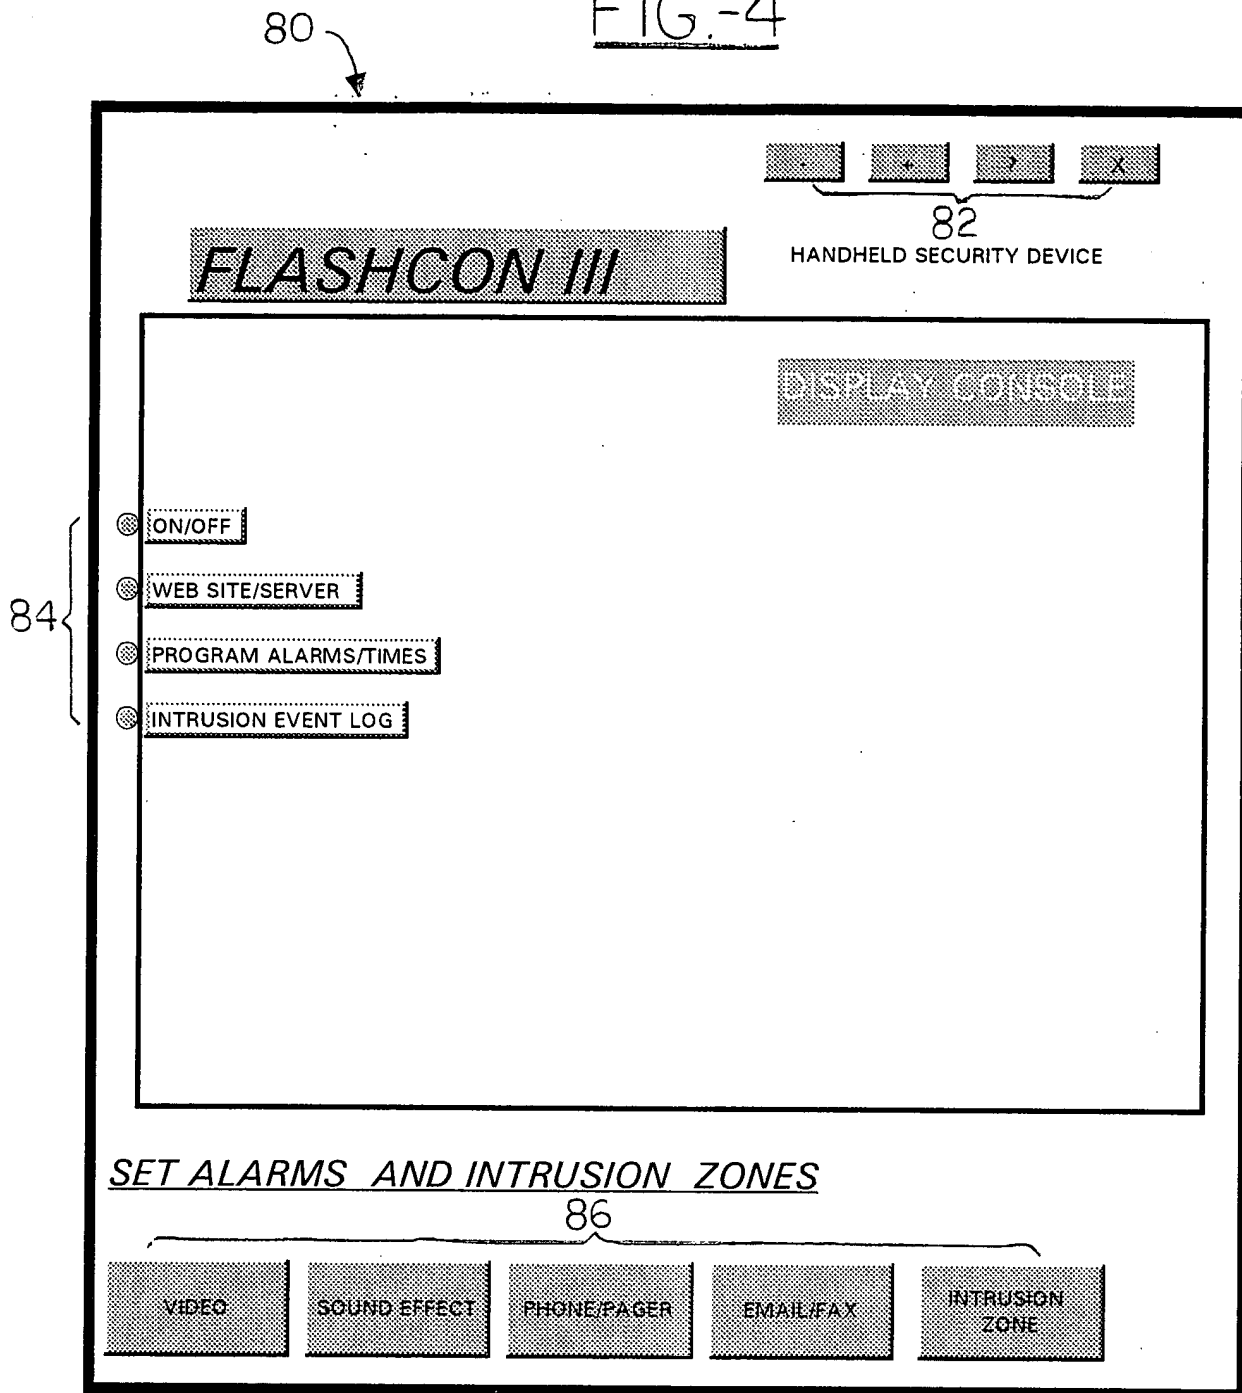 FIG.-4
80
- + ? X
82
HANDHELD SECURITY DEVICE
FLASHCON III
DISPLAY CONSOLE
84
ON/OFF
WEB SITE/SERVER
PROGRAM ALARMS/TIMES
INTRUSION EVENT LOG
SET ALARMS AND INTRUSION ZONES
86
VIDEO
SOUND EFFECT
PHONE/PAGER
EMAIL/FAX
INTRUSION
ZONE